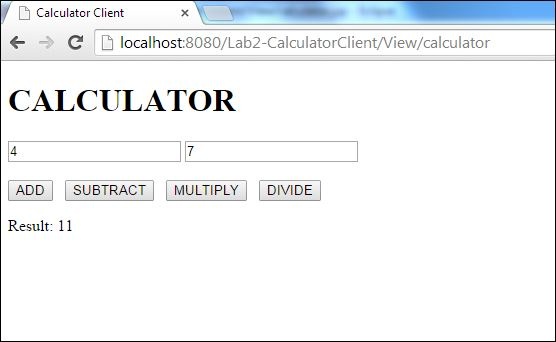 Calculator Client
localhost:8080/Lab2-CalculatorClient/View/calculator
CALCULATOR
4 7
ADD SUBTRACT MULTIPLY DIVIDE
Result: 11